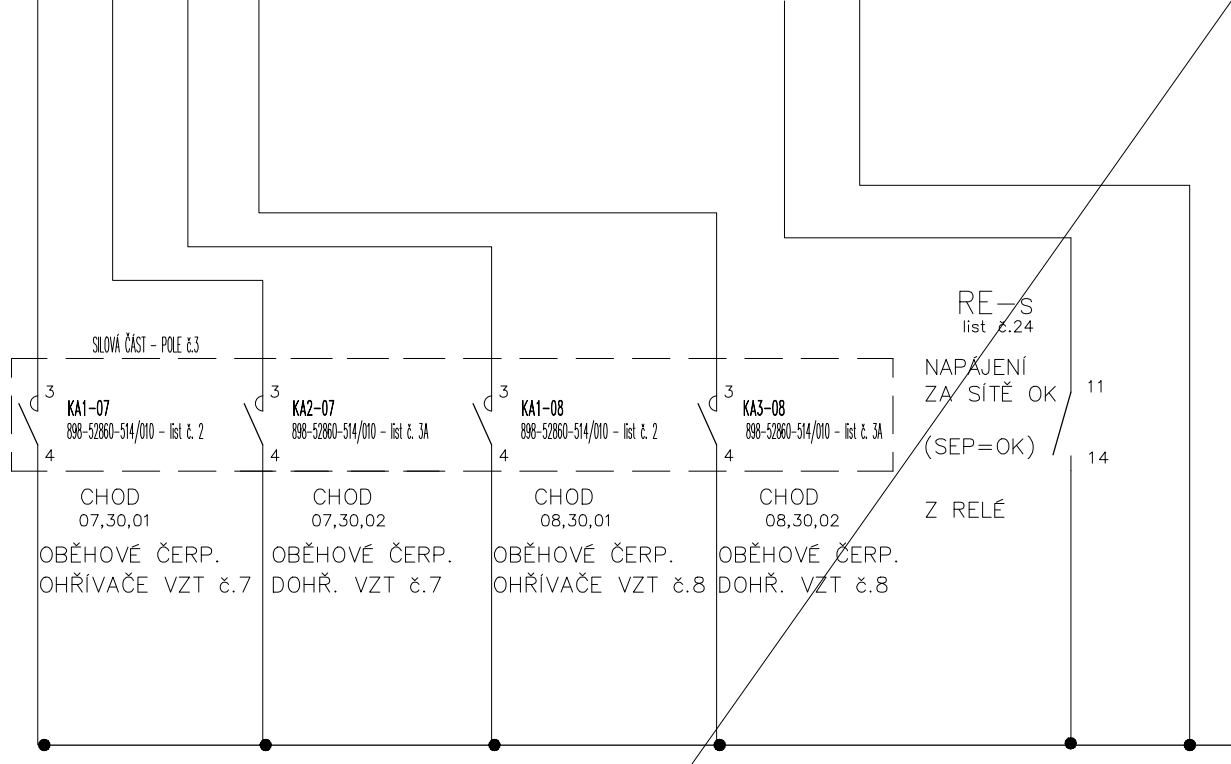 RE-s
list č.24
SILOVÁ ČÁST - POLE č.3
3
KA1-07
898-52860-514/010 - list č. 2
4
3
KA2-07
898-52860-514/010 - list č. 3A
4
3
KA1-08
898-52860-514/010 - list č. 2
4
3
KA3-08
898-52860-514/010 - list č. 3A
4
NAPÁJENÍ
ZA SÍTĚ OK
(SEP=OK)
Z RELÉ
11
14
CHOD
07,30,01
OBĚHOVÉ ČERP.
OHŘÍVAČE VZT č.7
CHOD
07,30,02
OBĚHOVÉ ČERP.
DOHŘ. VZT č.7
CHOD
08,30,01
OBĚHOVÉ ČERP.
OHŘÍVAČE VZT č.8
CHOD
08,30,02
OBĚHOVÉ ČERP.
DOHŘ. VZT č.8